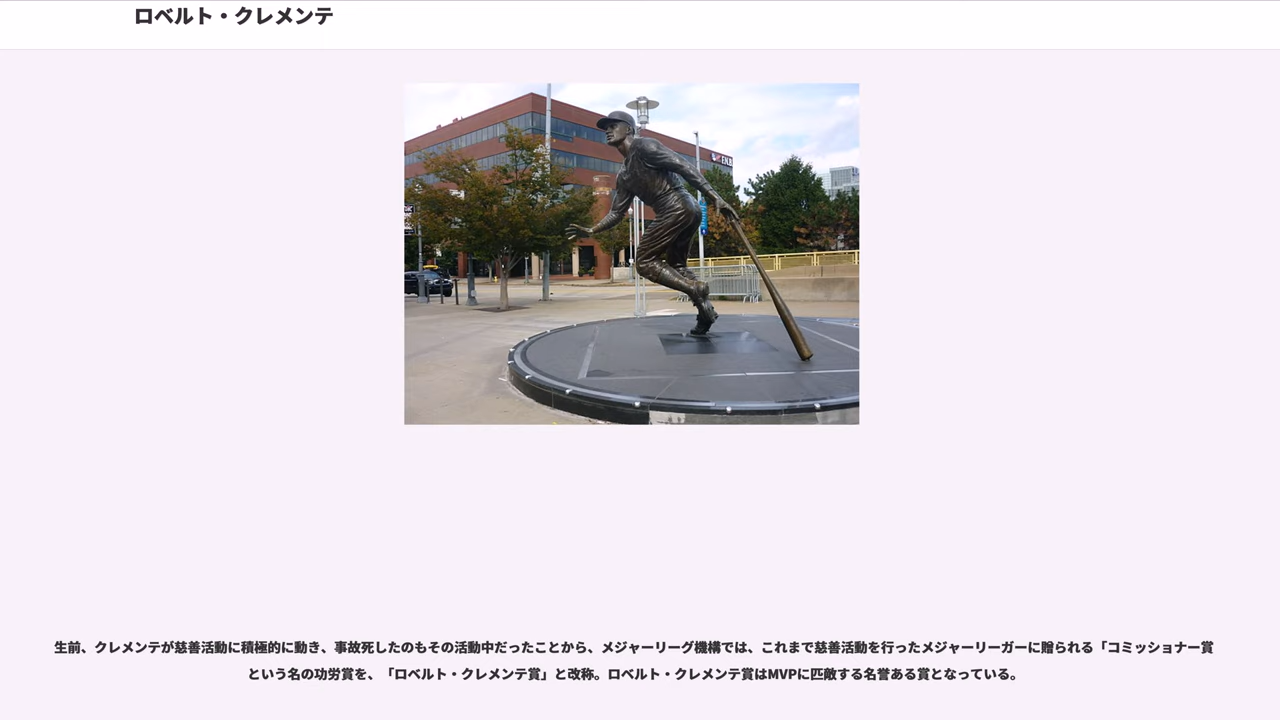 ロベルト・クレメンテ
FNB
生前、クレメンテが慈善活動に積極的に動き、事故死したのもその活動中だったことから、メジャーリーグ機構では、これまで慈善活動を行ったメジャーリーガーに贈られる「コミッショナー賞
という名の功労賞を、「ロベルト・クレメンテ賞」と改称。ロベルト・クレメンテ賞はMVPに匹敵する名誉ある賞となっている。